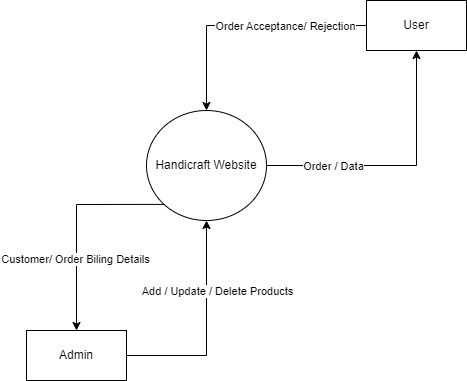 User
Order Acceptance/ Rejection
Handicraft Website
Order / Data
Customer/ Order Biling Details
Add / Update / Delete Products
Admin